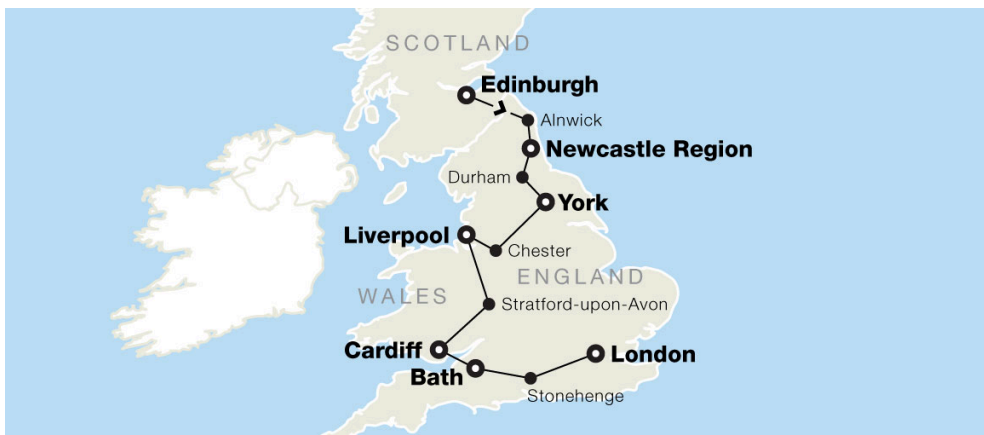 SCOTLAND
Edinburgh
Alnwick
Newcastle Region
Durham
York
Liverpool
Chester
ENGLAND
WALES
Stratford-upon-Avon
Cardiff
London
Bath
Stonehenge